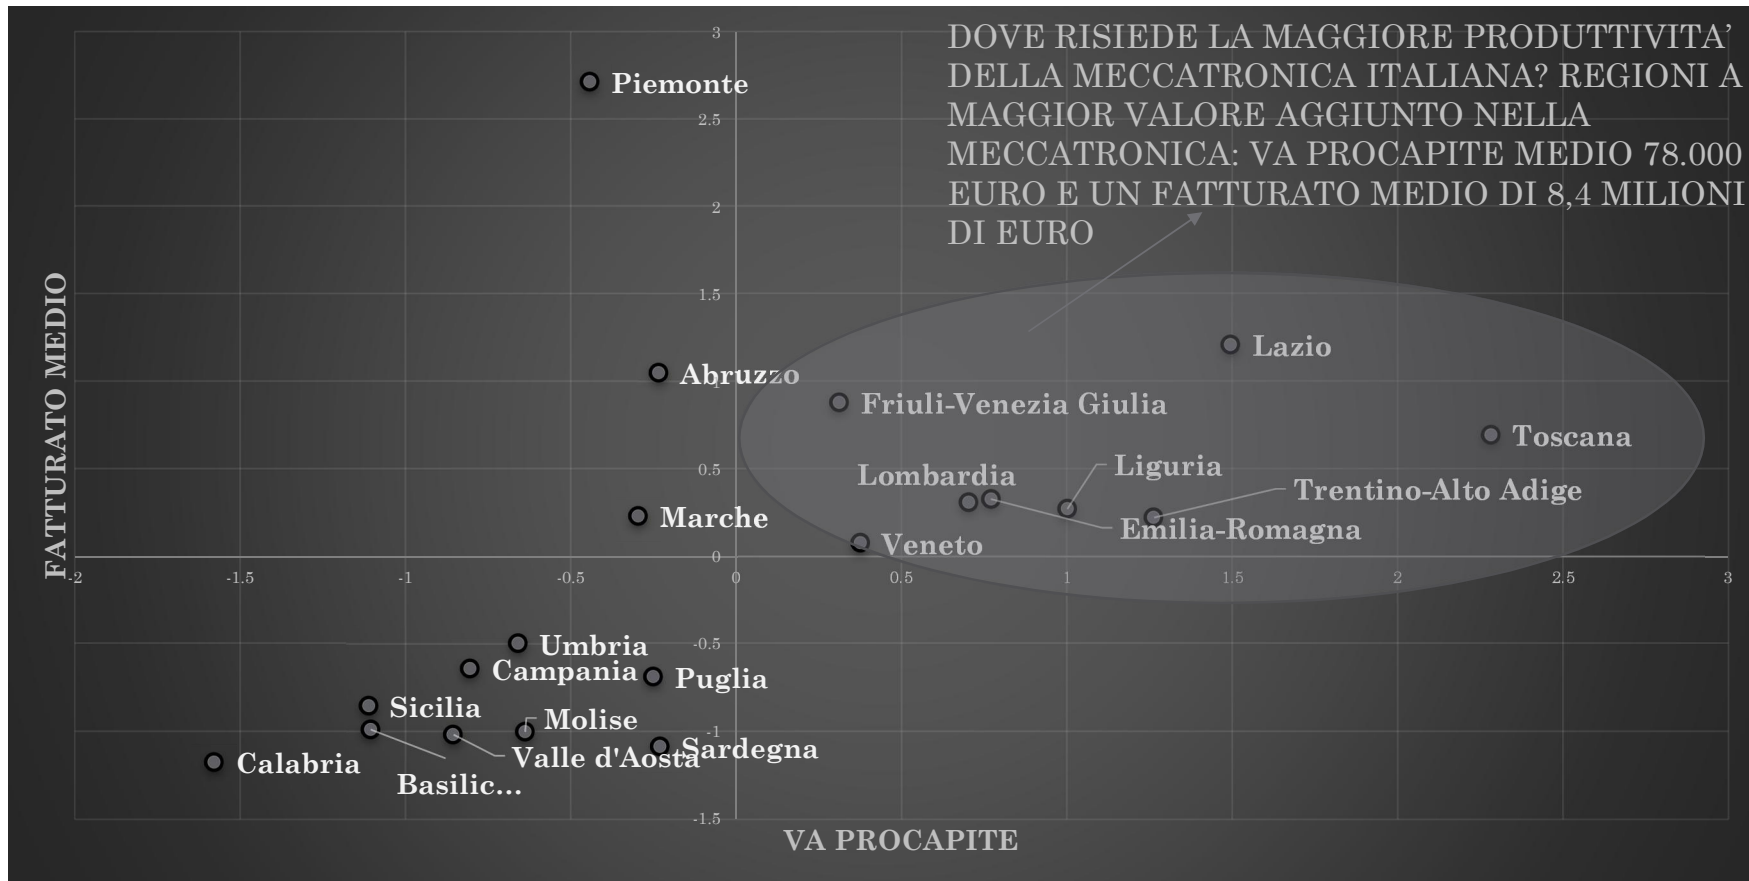 DOVE RISIEDE LA MAGGIORE PRODUTTIVITA’
DELLA MECCATRONICA ITALIANA? REGIONI A
MAGGIOR VALORE AGGIUNTO NELLA
MECCATRONICA: VA PROCAPITE MEDIO 78.000
EURO E UN FATTURATO MEDIO DI 8,4 MILIONI
DI EURO
FATTURATO MEDIO
3
2.5
2
1.5
1
0.5
0
-0.5
-1
-1.5
Piemonte
Lazio
Abruzzo
Friuli-Venezia Giulia
Toscana
Liguria
Lombardia
Trentino-Alto Adige
Marche
Emilia-Romagna
Veneto
-2
-1.5
-1
-0.5
0
0.5
1
1.5
2
2.5
3
Umbria
Campania
Puglia
Sicilia
Molise
Sardegna
Valle d'Aosta
Calabria
Basilic...
VA PROCAPITE